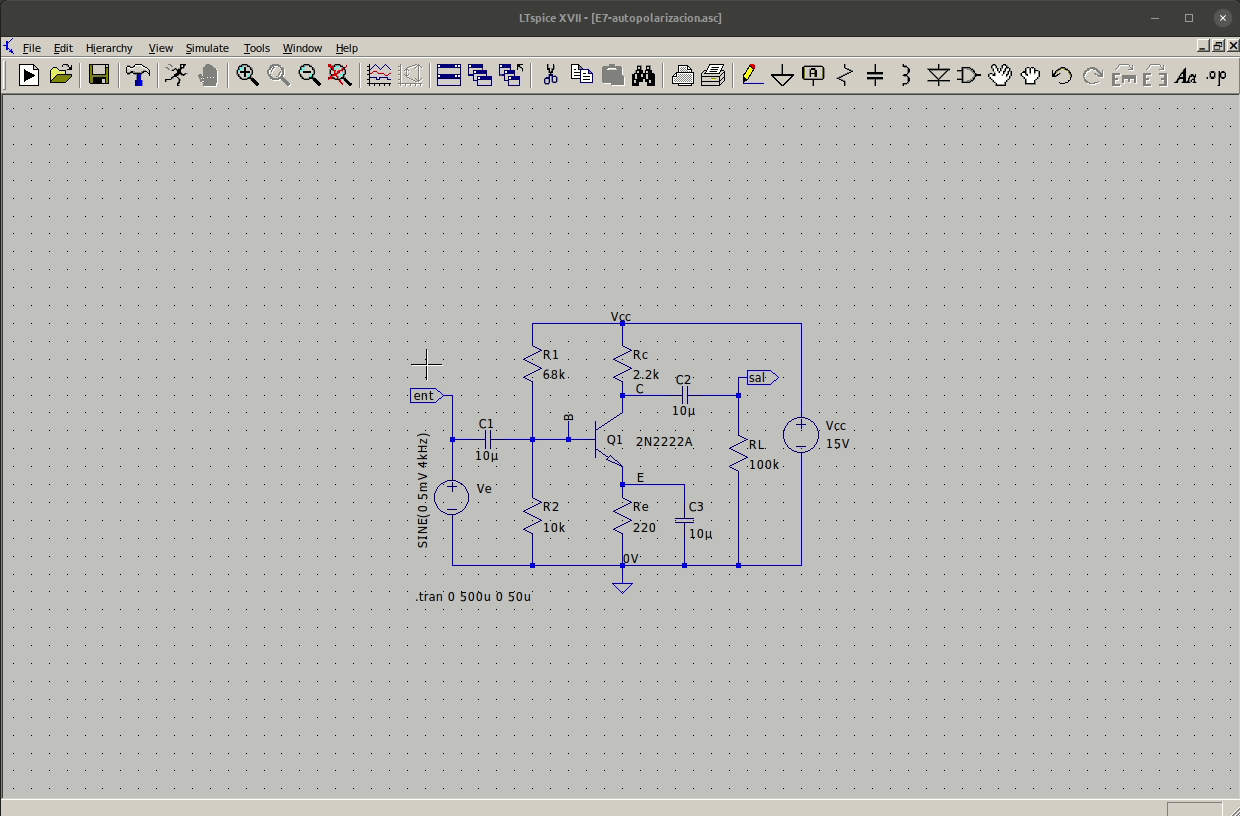 LTspice XVII - [E7-autopolarizacion.asc]
File Edit Hierarchy View Simulate Tools Window Help
A
Aa .op
Vcc
R1
68k
Rc
2.2k
C
C2
10µ
sal
ent
C1
10µ
B
Q1
2N2222A
RL
100k
Vcc
15V
SINE(0.5mV 4kHz)
Ve
E
R2
10k
Re
220
C3
10µ
0V
.tran 0 500u 0 50u